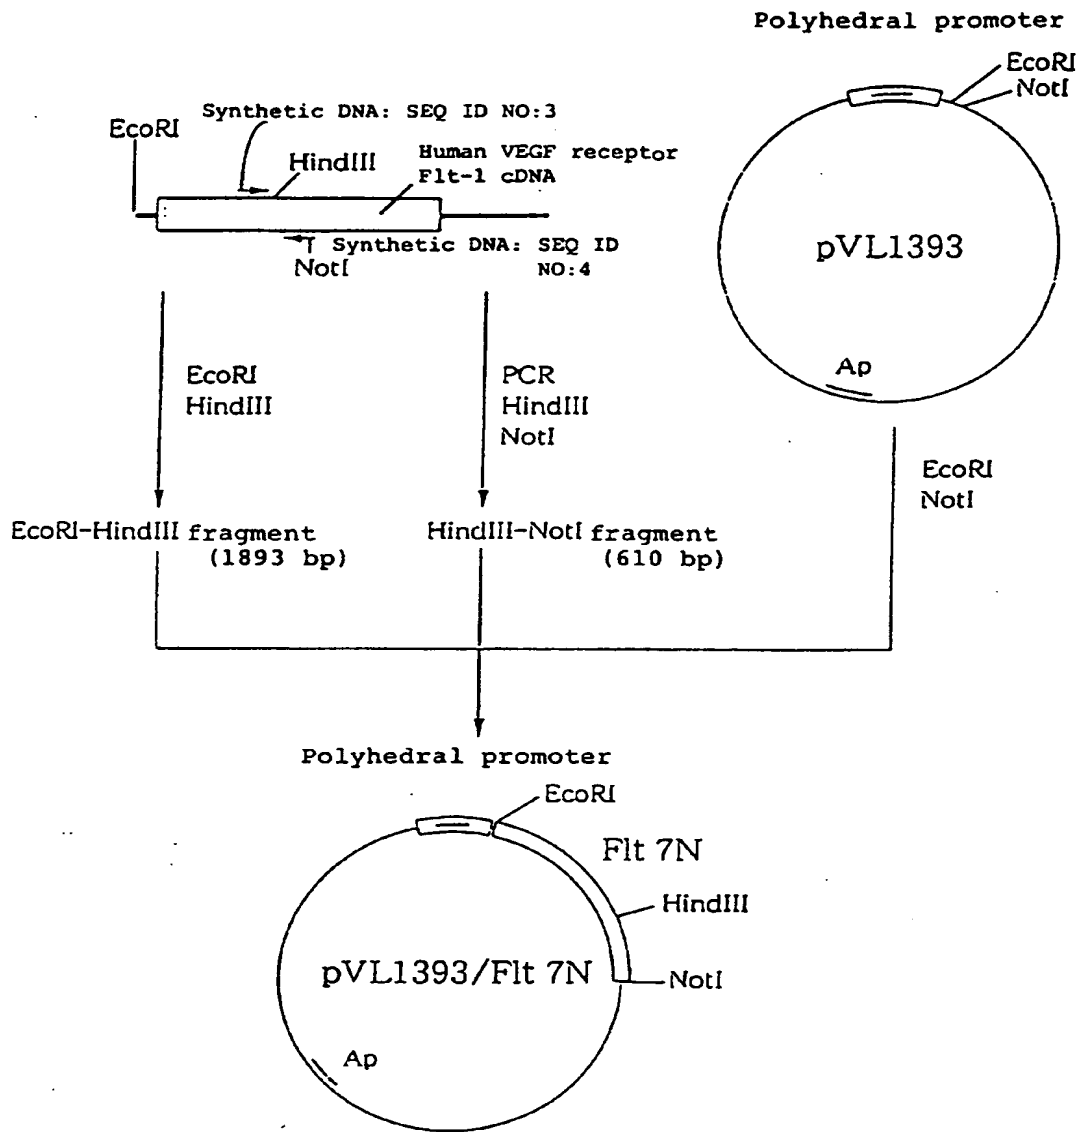 Polyhedral promoter
EcoRI
NotI
Synthetic DNA: SEQ ID NO:3
EcoRI
HindIII
Human VEGF receptor
Flt-1 cDNA
pVL1393
Synthetic DNA: SEQ ID
NO:4
NotI
Ap
EcoRI
HindIII
PCR
HindIII
NotI
EcoRI
NotI
EcoRI-HindIII fragment
(1893 bp)
HindIII-NotI fragment
(610 bp)
Polyhedral promoter
EcoRI
Flt 7N
HindIII
pVL1393/Flt 7N
NotI
Ap